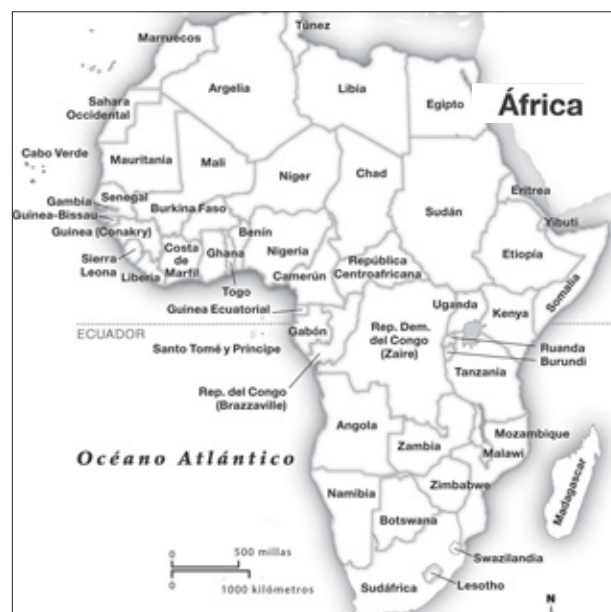 Túnez
Marruecos
Argelia
Libia
Egipto
África
Sahara
Occidental
Cabo Verde
Mauritania
Mali
Níger
Chad
Sudán
Eritrea
Yibuti
Senegal
Gambia
Guinea-Bissau
Guinea (Conakry)
Burkina Faso
Benín
Nigeria
Etiopía
Somalia
Sierra
Leona
Liberia
Costa
de
Marfil
Ghana
Togo
Camerún
República
Centroafricana
Guinea Ecuatorial
Uganda
Kenya
ECUADOR
Gabón
Santo Tomé y Príncipe
Rep. Dem.
del Congo
(Zaire)
Ruanda
Burundi
Tanzania
Rep. del Congo
(Brazzaville)
Angola
Zambia
Mozambique
Malawi
Océano Atlántico
Zimbabwe
Namibia
Botswana
Madagascar
Swazilandia
Lesotho
Sudáfrica
0
500 millas
0
1000 kilómetros
N